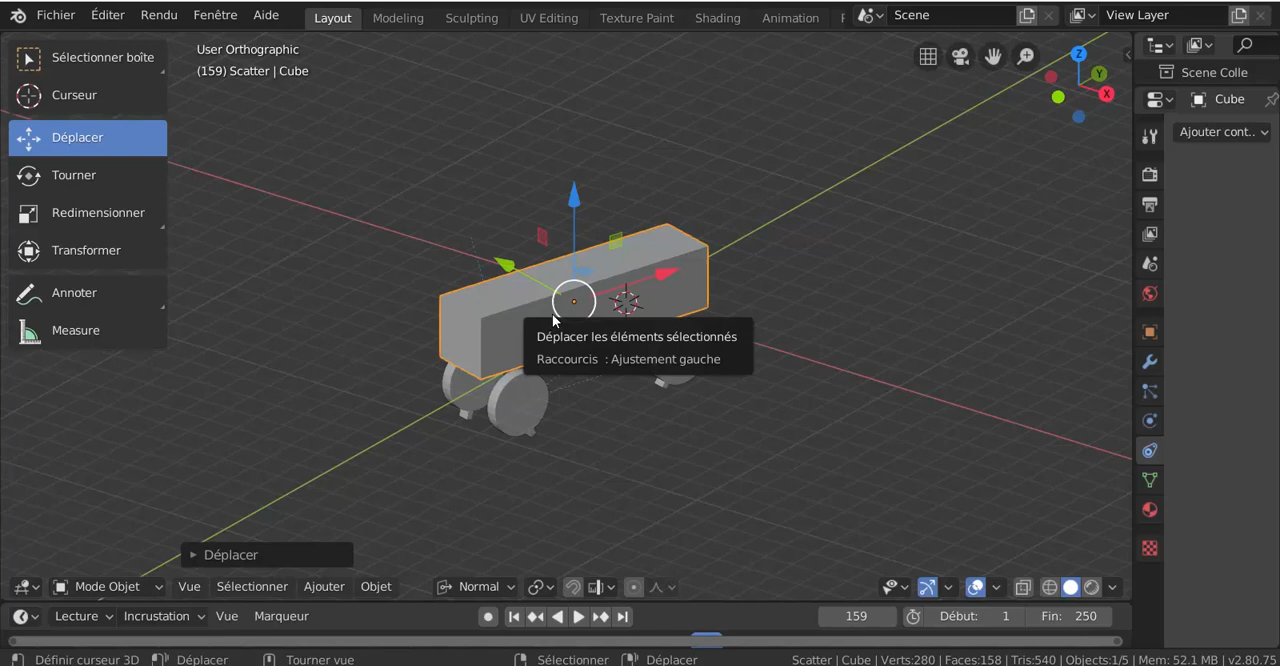 Fichier Éditer Rendu Fenêtre Aide Layout Modeling Sculpting UV Editing Texture Paint Shading Animation Scene View Layer
Sélectionner boîte
Curseur
Déplacer
Tourner
Redimensionner
Transformer
Annoter
Measure
User Orthographic
(159) Scatter | Cube
Z
Y
X
Scene Colle
Cube
Ajouter cont..
Déplacer les éléments sélectionnés
Raccourcis : Ajustement gauche
Déplacer
Mode Objet Vue Sélectionner Ajouter Objet Normal
Lecture Incrustation Vue Marqueur 159 Début: 1 Fin: 250
Définir curseur 3D Déplacer Tourner vue Sélectionner Déplacer Scatter | Cube | Verts:280 | Faces:158 | Tris:540 | Objects:1/5 | Mem: 52.1 MB | v2.80.75